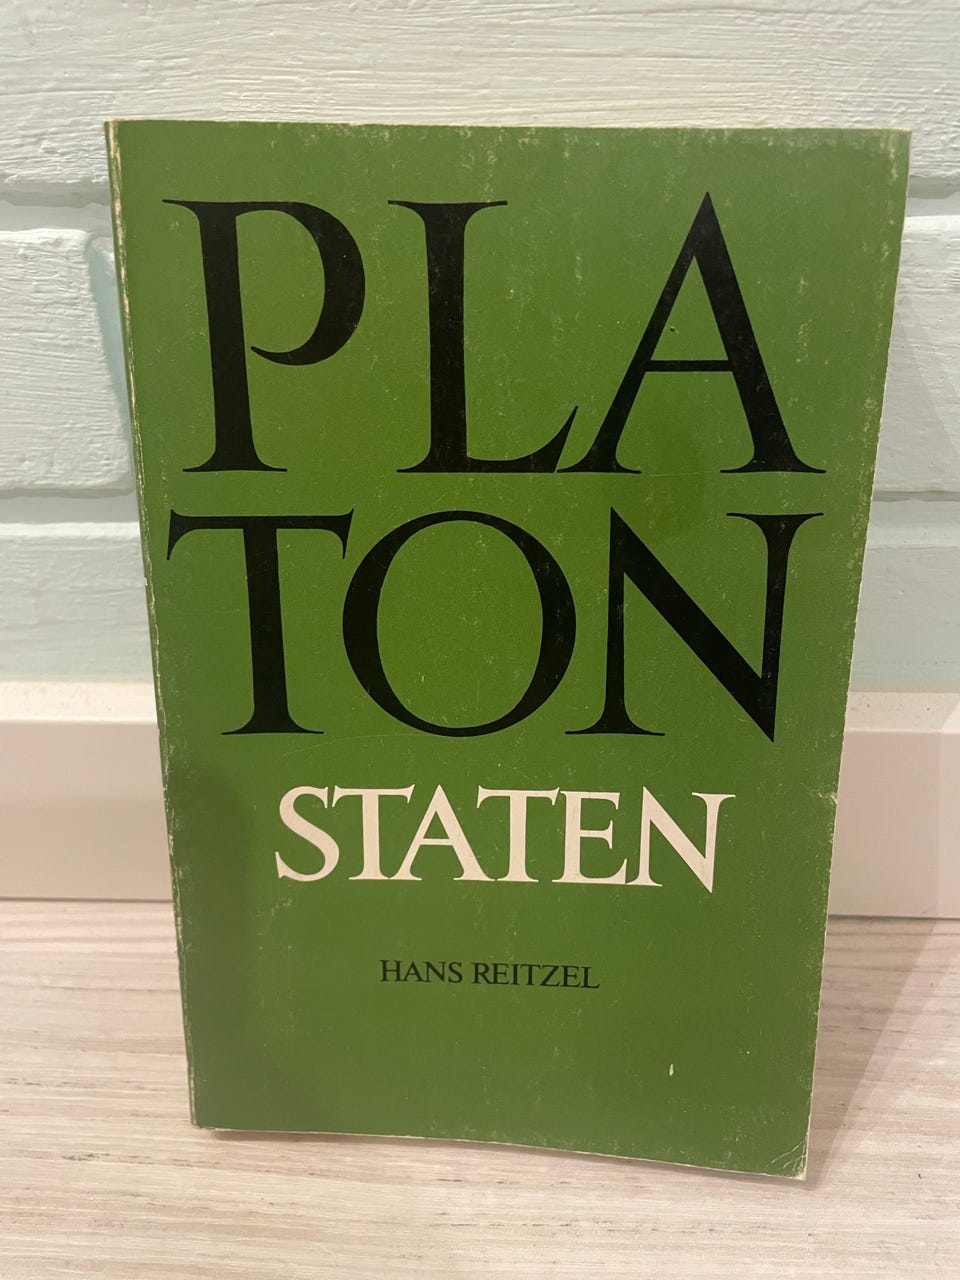 PLA
TON
STATEN
HANS REITZEL